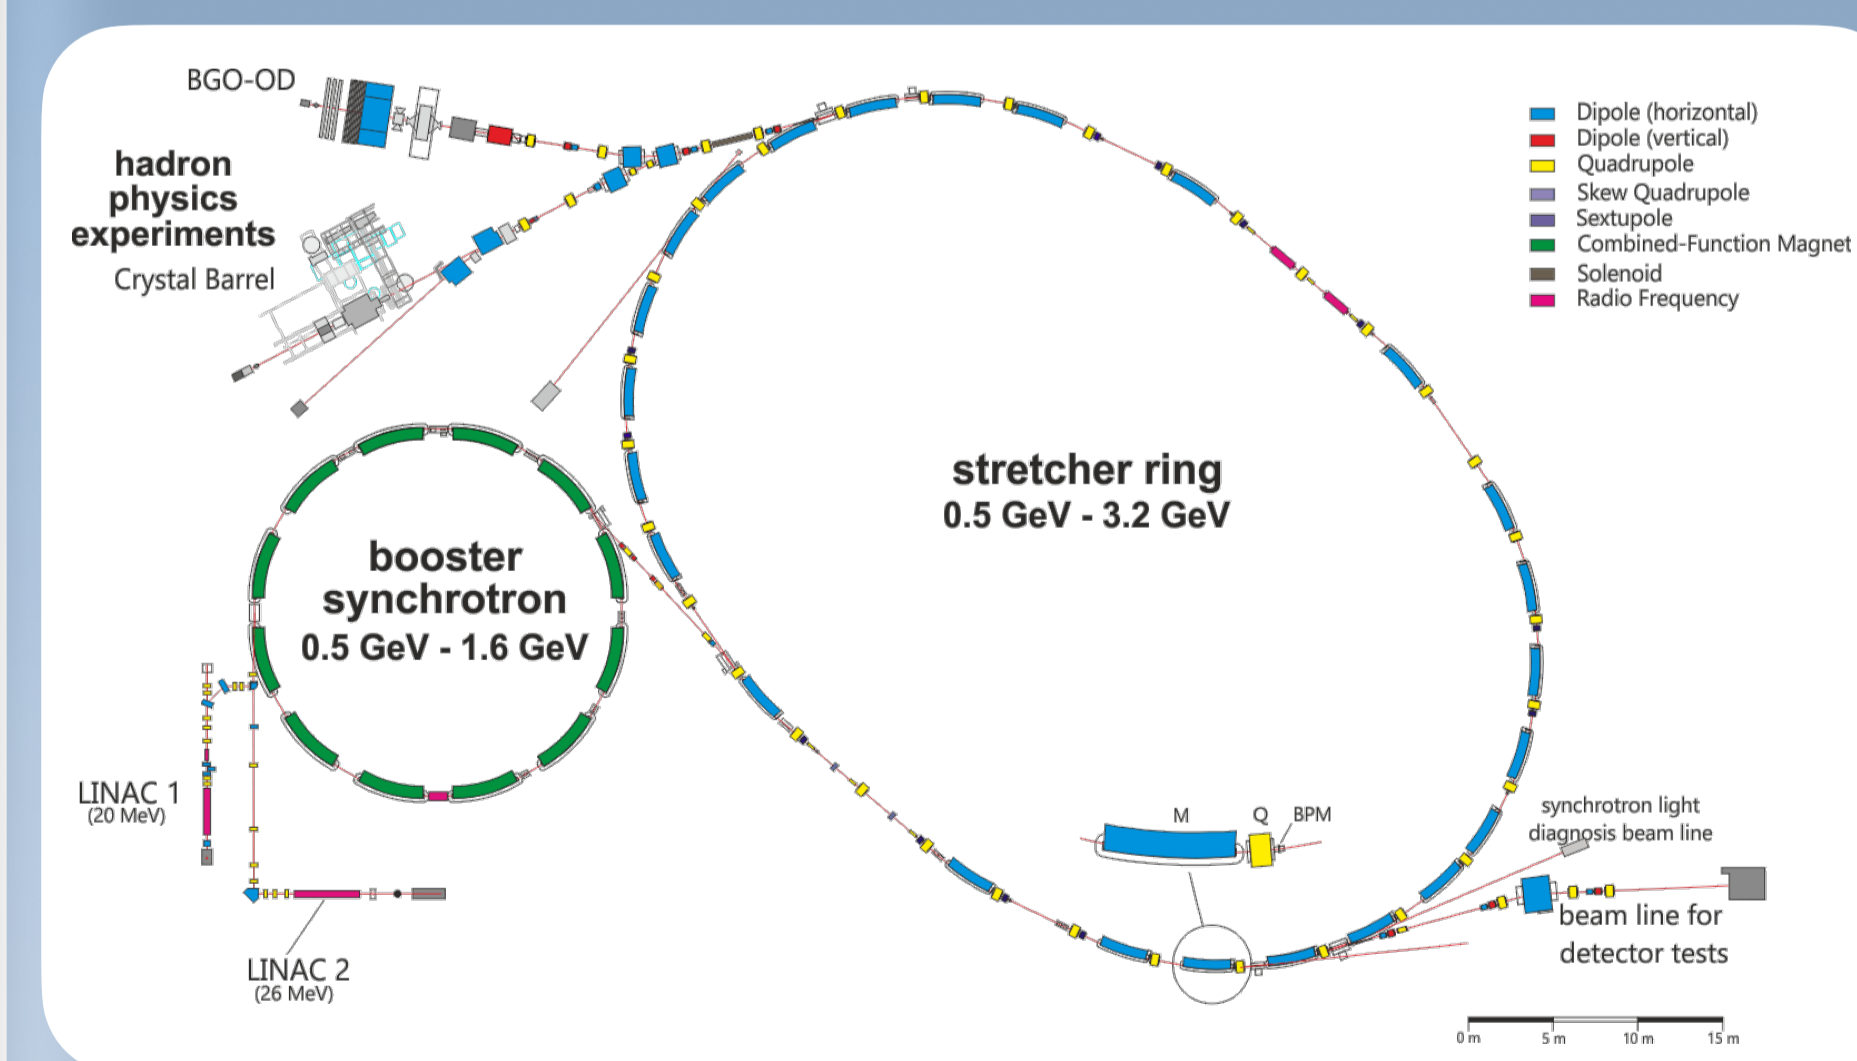 BGO-OD
hadron
physics
experiments
Crystal Barrel
Dipole (horizontal)
Dipole (vertical)
Quadrupole
Skew Quadrupole
Sextupole
Combined-Function Magnet
Solenoid
Radio Frequency
stretcher ring
0.5 GeV - 3.2 GeV
booster
synchrotron
0.5 GeV - 1.6 GeV
LINAC 1
(20 MeV)
LINAC 2
(26 MeV)
M
Q
BPM
synchrotron light
diagnosis beam line
beam line for
detector tests
0 m 5 m 10 m 15 m